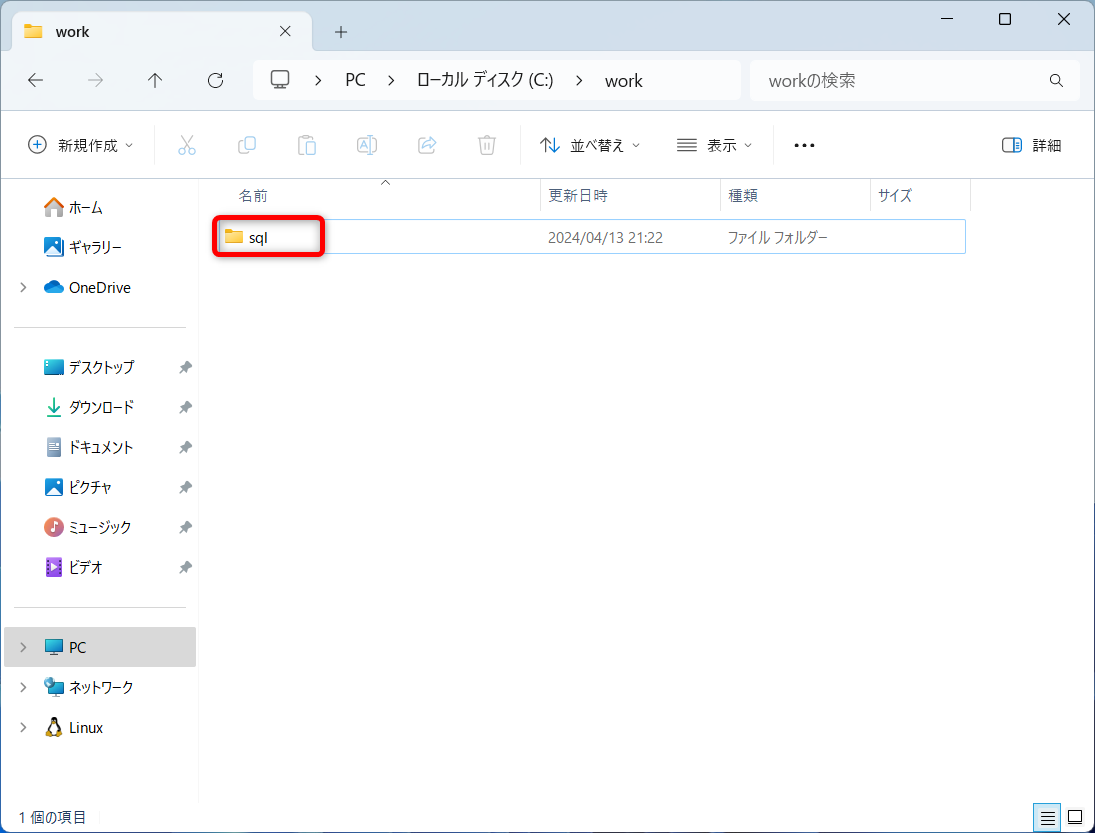 work
PC
ローカル ディスク (C:)
work
workの検索
新規作成
並べ替え
表示
詳細
名前
更新日時
種類
サイズ
sql
2024/04/13 21:22
ファイル フォルダー
ホーム
ギャラリー
OneDrive
デスクトップ
ダウンロード
ドキュメント
ピクチャ
ミュージック
ビデオ
PC
ネットワーク
Linux
1 個の項目